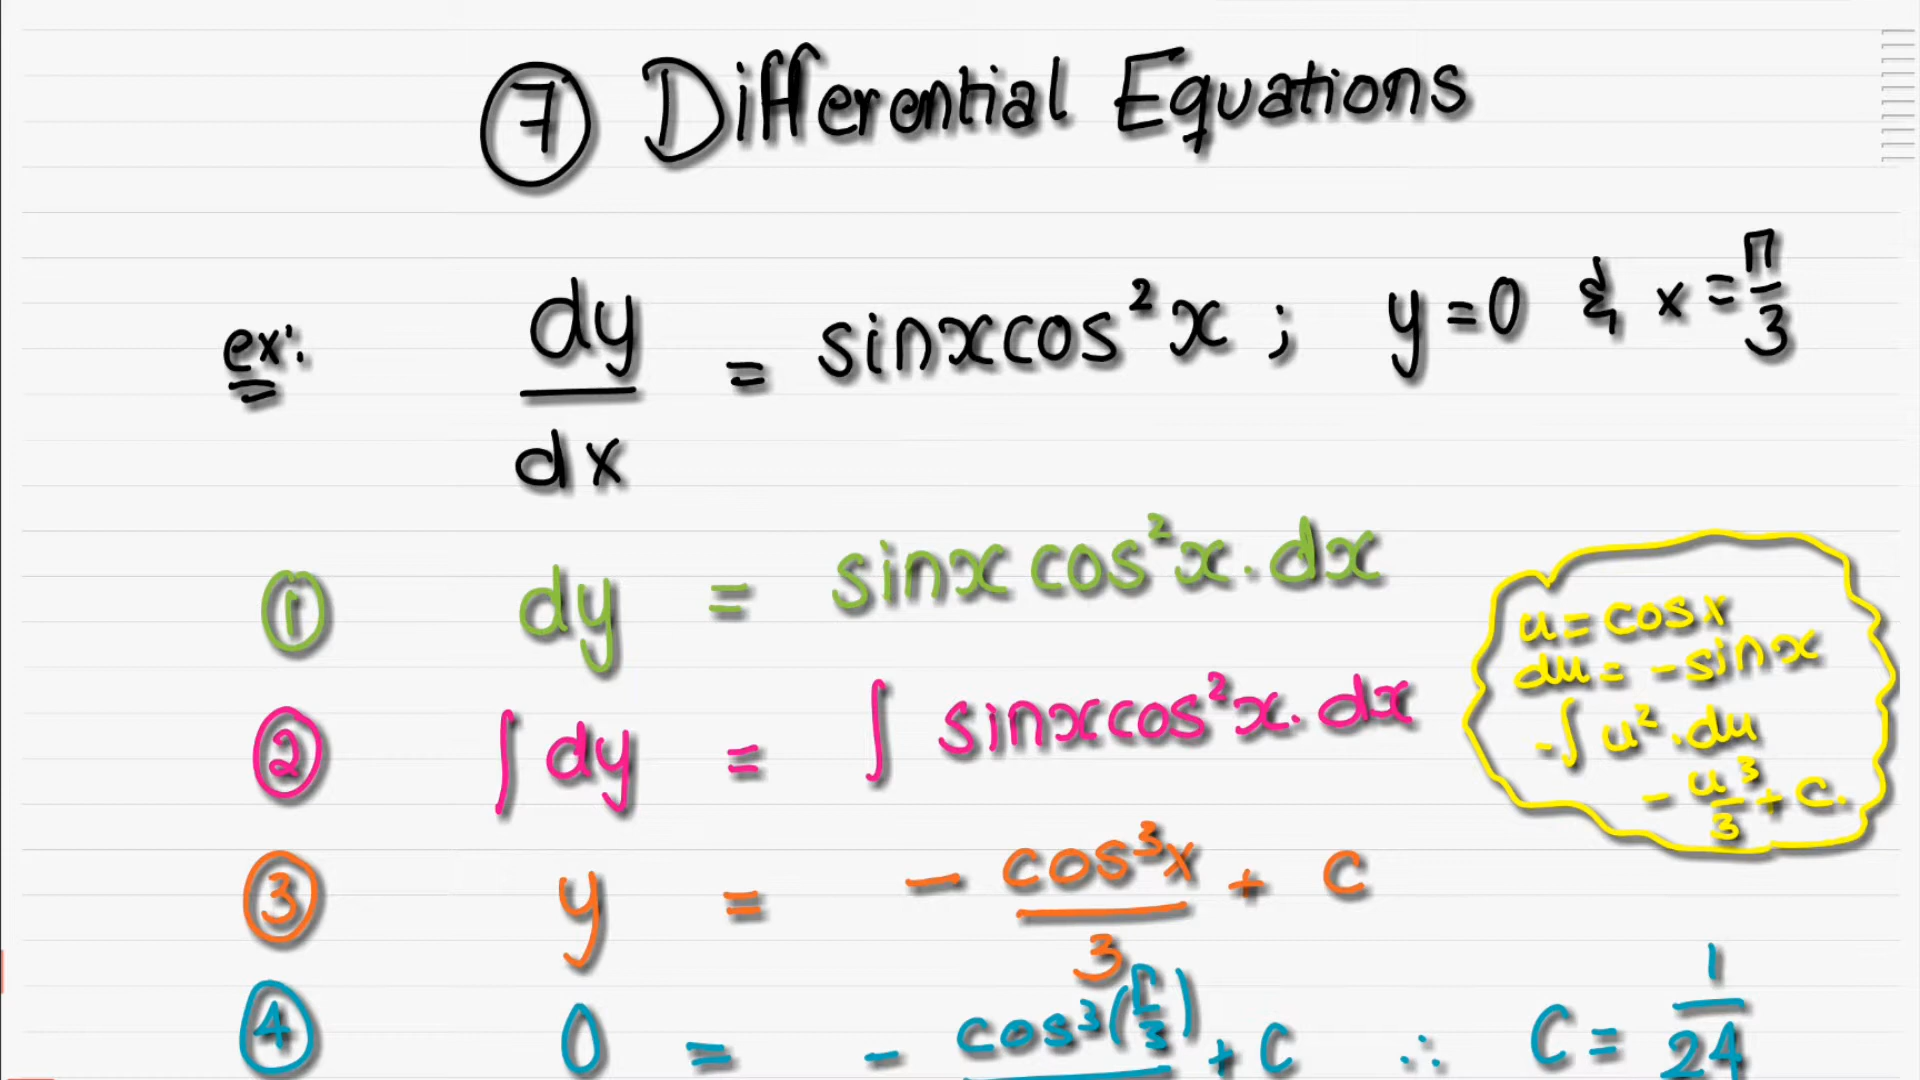 ⑦ Differential Equations
ex: dy/dx = sinxcos²x ; y=0 & x=π/3
① dy = sinx cos²x.dx
② ∫dy = ∫ sinxcos²x.dx
u = cosx
du = -sinx
-∫u².du
-u³/3 + c.
③ y = - cos³x/3 + C
④ 0 = - cos³(π/3) + C ∴ C = 1/24